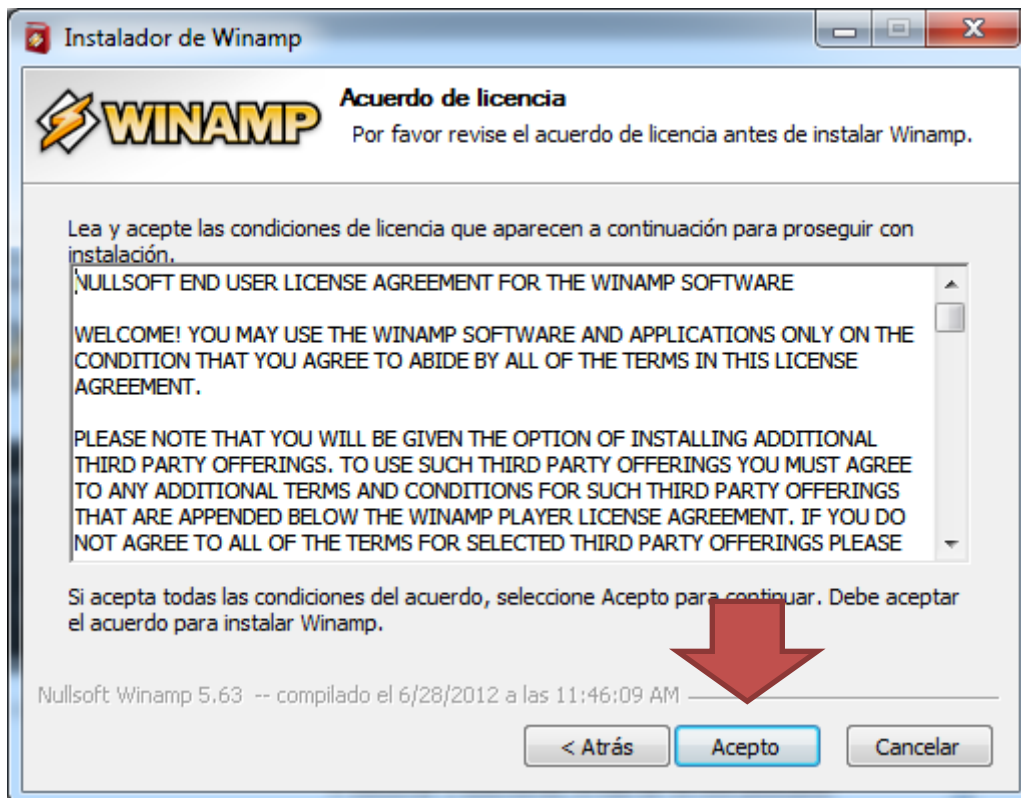 Instalador de Winamp
WINAMP
Acuerdo de licencia
Por favor revise el acuerdo de licencia antes de instalar Winamp.
Lea y acepte las condiciones de licencia que aparecen a continuación para proseguir con
instalación.
NULLSOFT END USER LICENSE AGREEMENT FOR THE WINAMP SOFTWARE
WELCOME! YOU MAY USE THE WINAMP SOFTWARE AND APPLICATIONS ONLY ON THE
CONDITION THAT YOU AGREE TO ABIDE BY ALL OF THE TERMS IN THIS LICENSE
AGREEMENT.
PLEASE NOTE THAT YOU WILL BE GIVEN THE OPTION OF INSTALLING ADDITIONAL
THIRD PARTY OFFERINGS. TO USE SUCH THIRD PARTY OFFERINGS YOU MUST AGREE
TO ANY ADDITIONAL TERMS AND CONDITIONS FOR SUCH THIRD PARTY OFFERINGS
THAT ARE APPENDED BELOW THE WINAMP PLAYER LICENSE AGREEMENT. IF YOU DO
NOT AGREE TO ALL OF THE TERMS FOR SELECTED THIRD PARTY OFFERINGS PLEASE
Si acepta todas las condiciones del acuerdo, seleccione Acepto para continuar. Debe aceptar
el acuerdo para instalar Winamp.
Nullsoft Winamp 5.63 -- compilado el 6/28/2012 a las 11:46:09 AM
< Atrás
Acepto
Cancelar